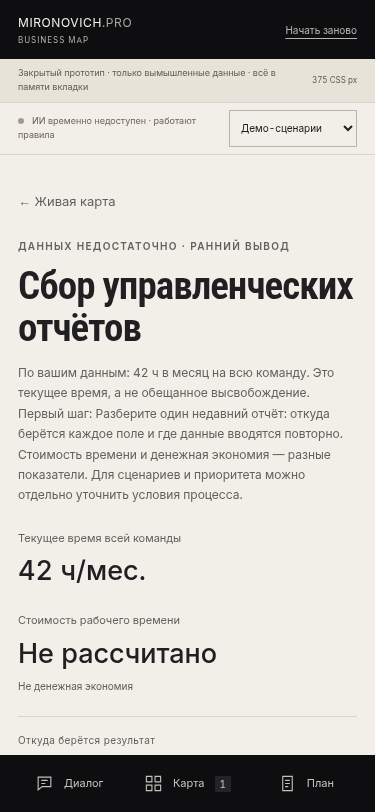 MIRONOVICH.PRO
BUSINESS MAP
Начать заново
Закрытый прототип · только вымышленные данные · всё в
памяти вкладки
375 CSS px
ИИ временно недоступен · работают
правила
Демо-сценарии
← Живая карта
ДАННЫХ НЕДОСТАТОЧНО · РАННИЙ ВЫВОД
Сбор управленческих
отчётов
По вашим данным: 42 ч в месяц на всю команду. Это
текущее время, а не обещанное высвобождение.
Первый шаг: Разберите один недавний отчёт: откуда
берётся каждое поле и где данные вводятся повторно.
Стоимость времени и денежная экономия — разные
показатели. Для сценариев и приоритета можно
отдельно уточнить условия процесса.
Текущее время всей команды
42 ч/мес.
Стоимость рабочего времени
Не рассчитано
Не денежная экономия
Откуда берётся результат
Диалог
Карта 1
План